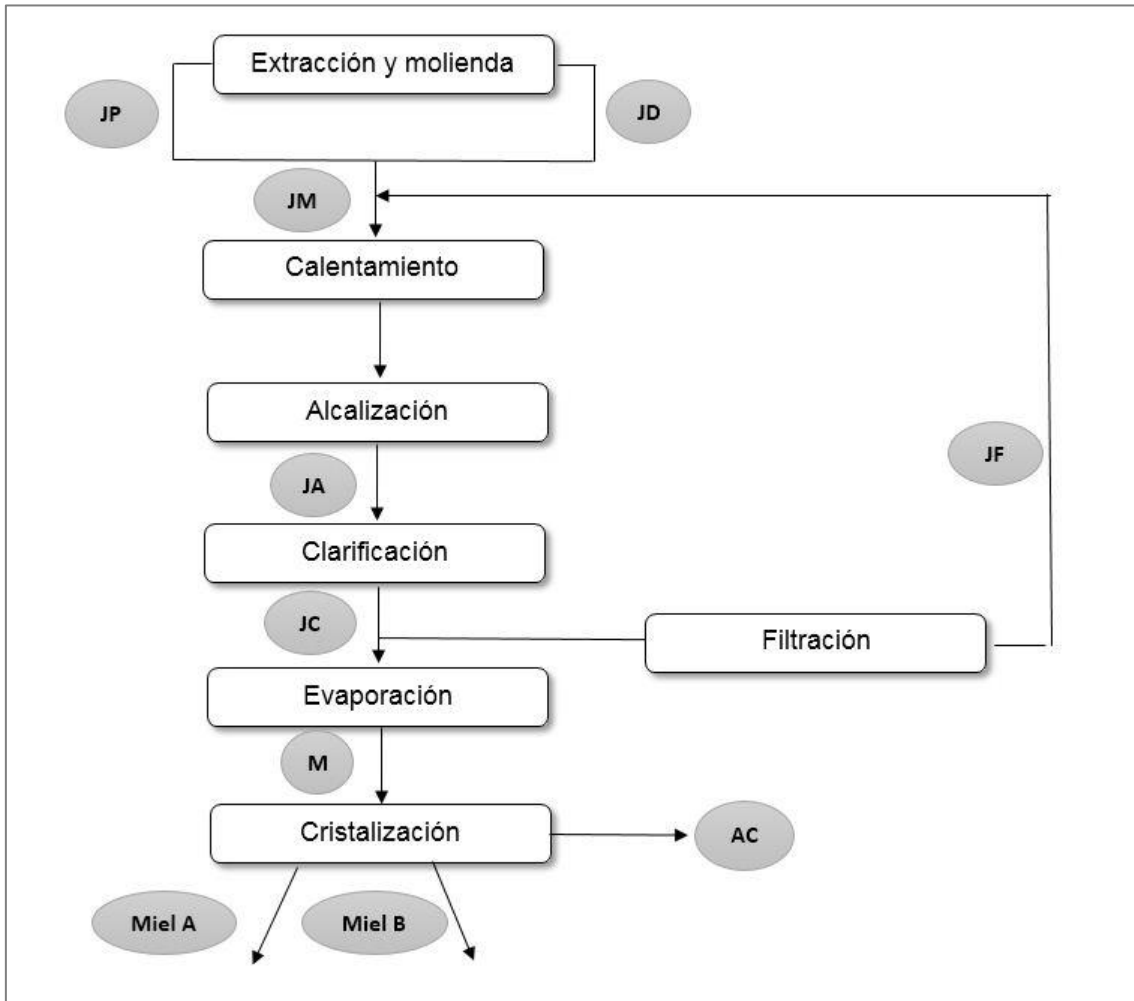 Extracción y molienda
JP
JD
JM
Calentamiento
Alcalización
JF
JA
Clarificación
JC
Filtración
Evaporación
M
Cristalización
AC
Miel A
Miel B